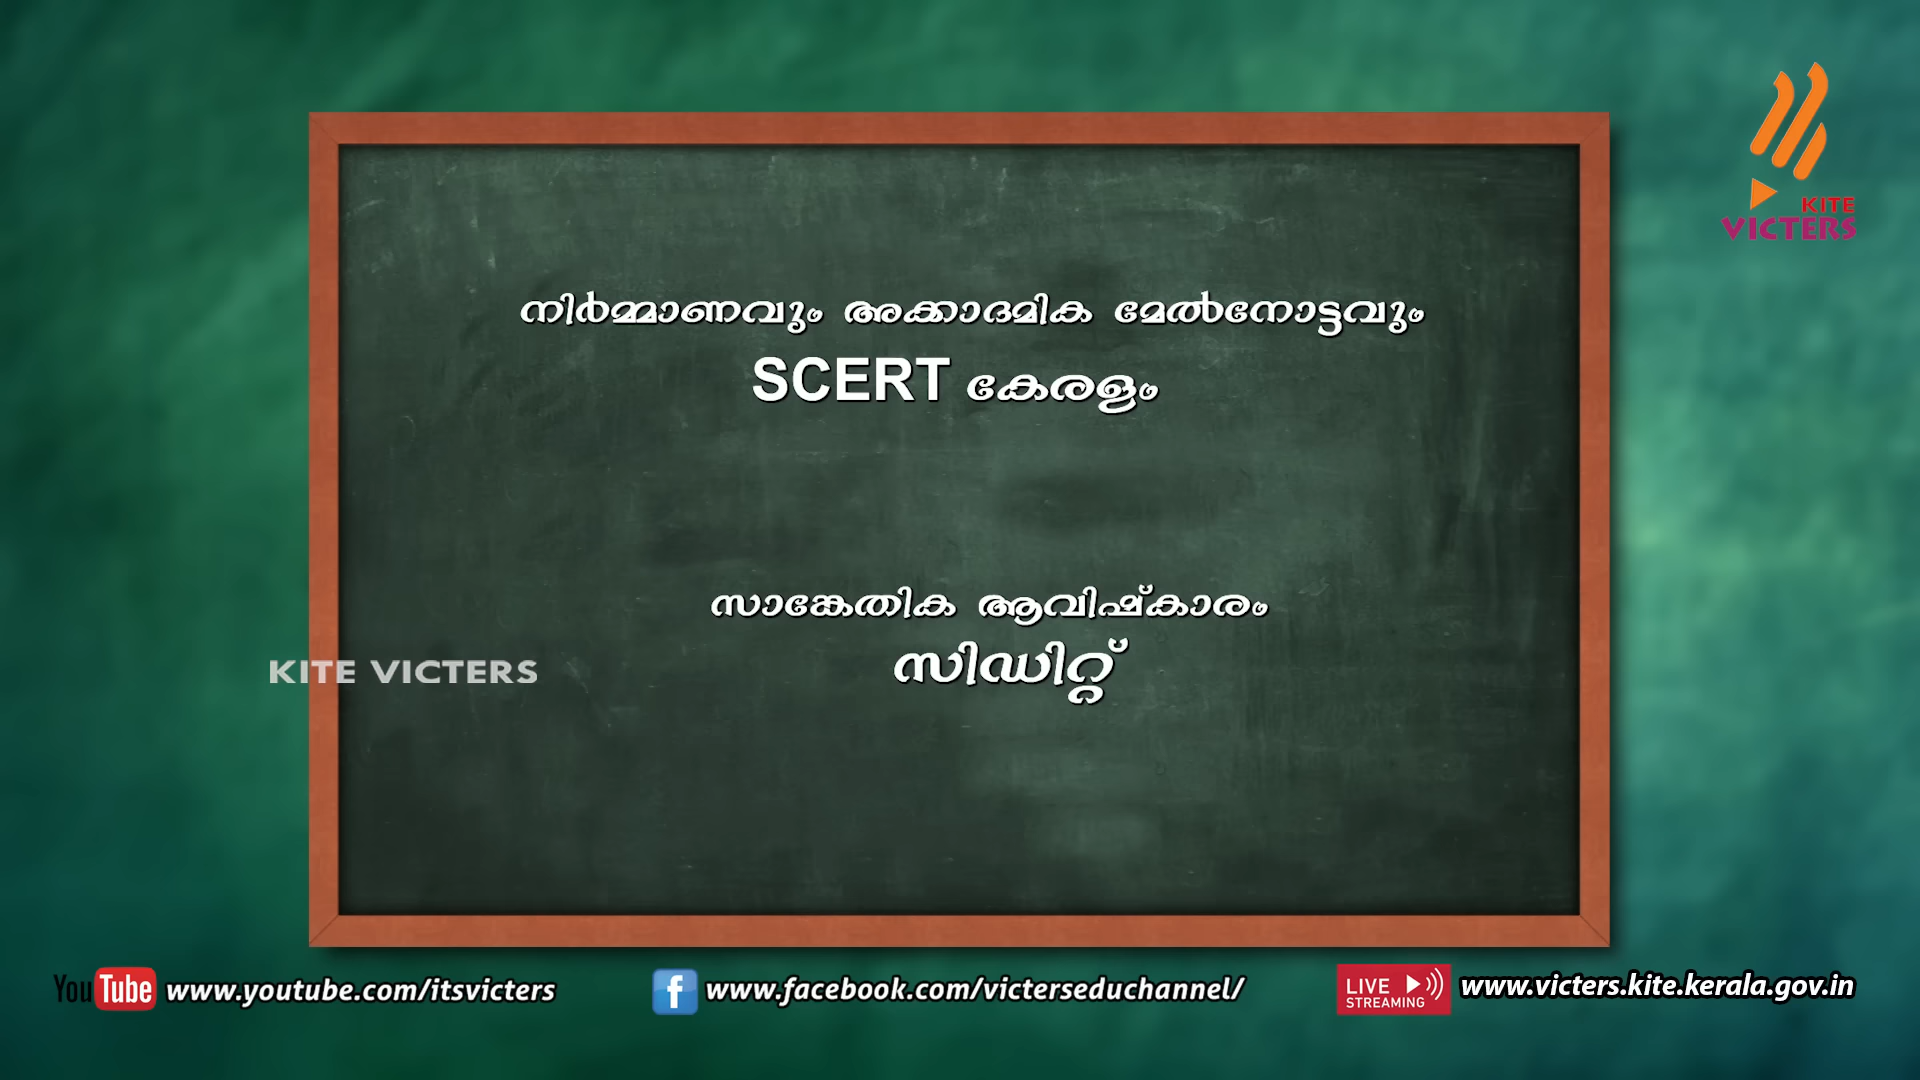 KITE
VICTERS
നിർമ്മാണവും അക്കാദമിക മേൽനോട്ടവും
SCERT കേരളം
സാങ്കേതിക ആവിഷ്കാരം
സിഡിറ്റ്
KITE VICTERS
YouTube www.youtube.com/itsvicters
f www.facebook.com/victerseduchannel/
LIVE STREAMING www.victers.kite.kerala.gov.in